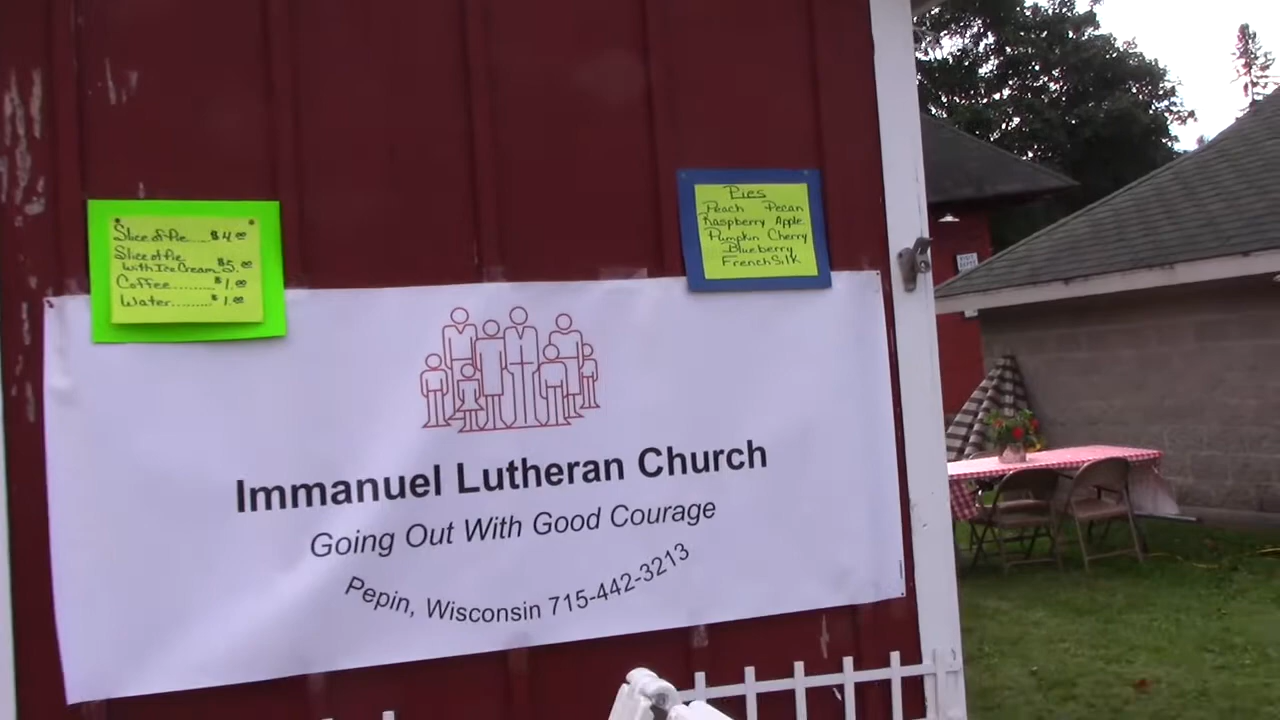 Slice of Pie....$4.00
Slice of Pie
With Ice Cream $5.00
Coffee.........$1.00
Water.......$1.00
Pies
Peach Pecan
Raspberry Apple
Pumpkin Cherry
Blueberry
French Silk
Immanuel Lutheran Church
Going Out With Good Courage
Pepin, Wisconsin 715-442-3213